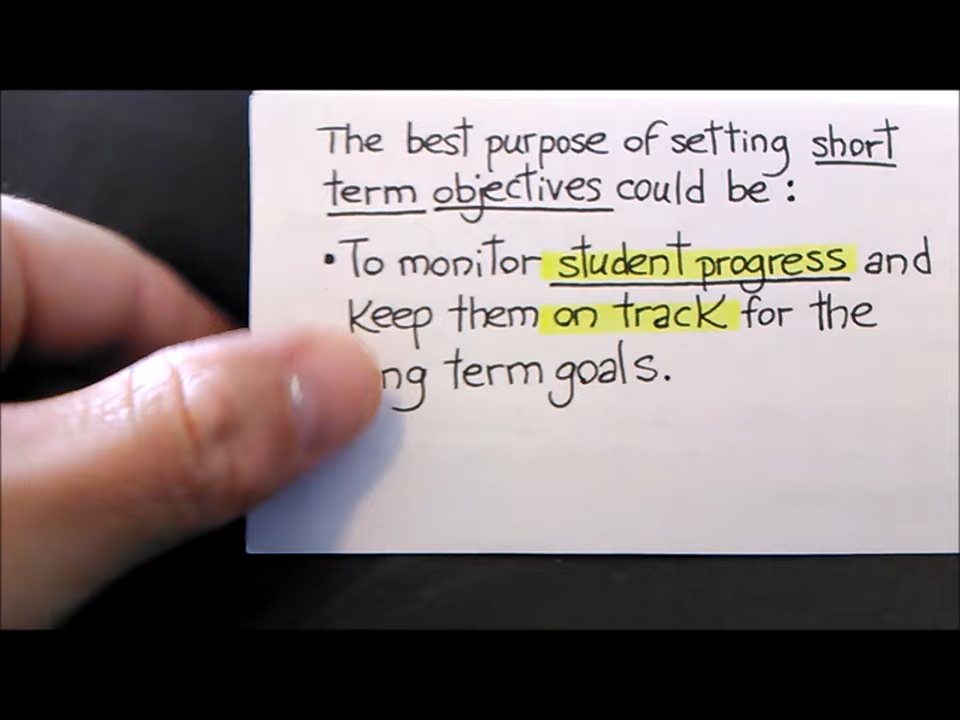 The best purpose of setting short
term objectives could be:
• To monitor student progress and
keep them on track for the
ng term goals.